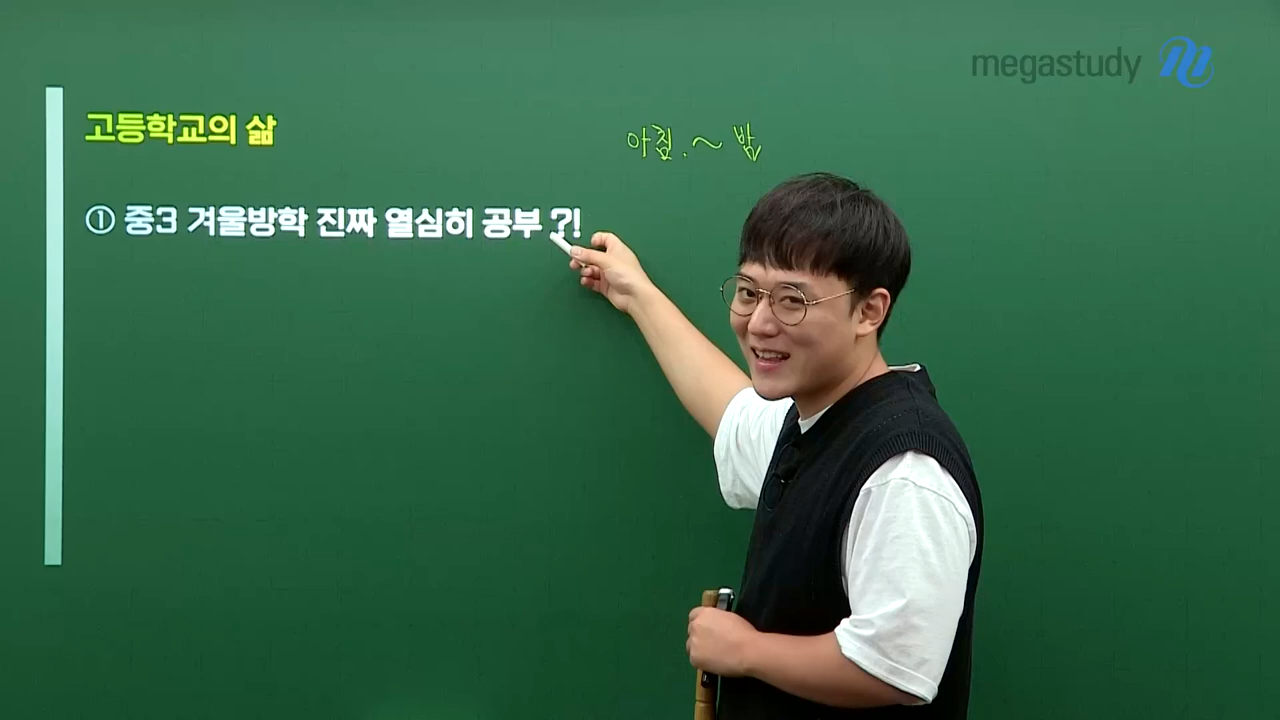 megastudy
고등학교의 삶
아침.~ 밤
① 중3 겨울방학 진짜 열심히 공부 ?!